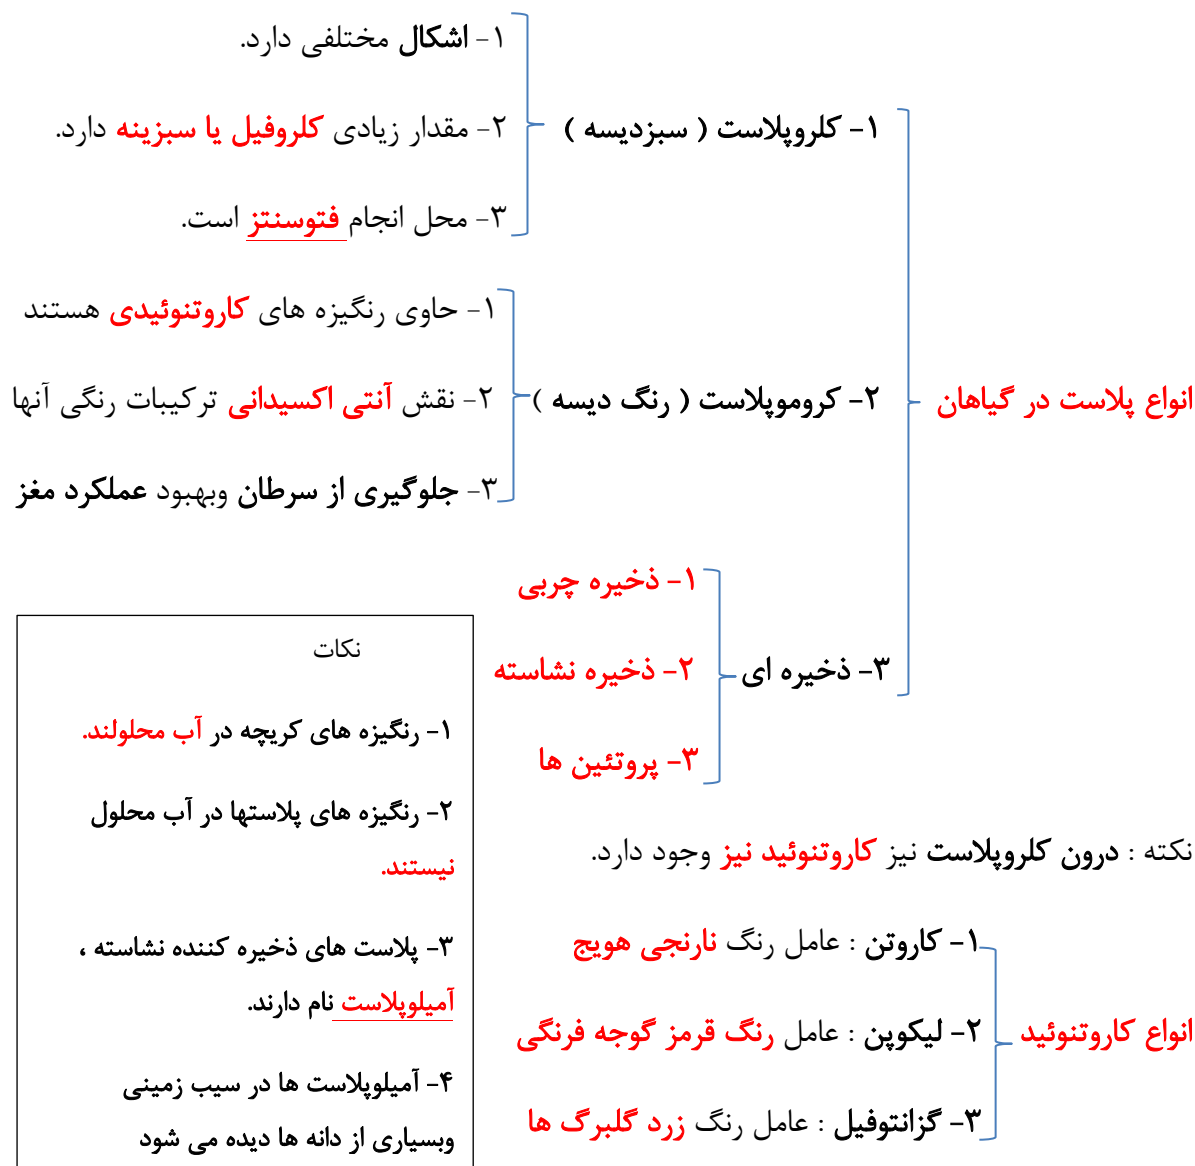 انواع پلاست در گیاهان
۱- کلروپلاست ( سبزدیسه )
۱- اشکال مختلفی دارد.
۲- مقدار زیادی کلروفیل یا سبزینه دارد.
۳- محل انجام فتوسنتز است.
۲- کروموپلاست ( رنگ دیسه )
۱- حاوی رنگیزه های کاروتنوئیدی هستند
۲- نقش آنتی اکسیدانی ترکیبات رنگی آنها
۳- جلوگیری از سرطان وبهبود عملکرد مغز
۳- ذخیره ای
۱- ذخیره چربی
۲- ذخیره نشاسته
۳- پروتئین ها
نکته : درون کلروپلاست نیز کاروتنوئید نیز وجود دارد.
انواع کاروتنوئید
۱- کاروتن : عامل رنگ نارنجی هویج
۲- لیکوپن : عامل رنگ قرمز گوجه فرنگی
۳- گزانتوفیل : عامل رنگ زرد گلبرگ ها
نکات
۱- رنگیزه های کریچه در آب محلولند.
۲- رنگیزه های پلاستها در آب محلول
نیستند.
۳- پلاست های ذخیره کننده نشاسته ،
آمیلوپلاست نام دارند.
۴- آمیلوپلاست ها در سیب زمینی
وبسیاری از دانه ها دیده می شود